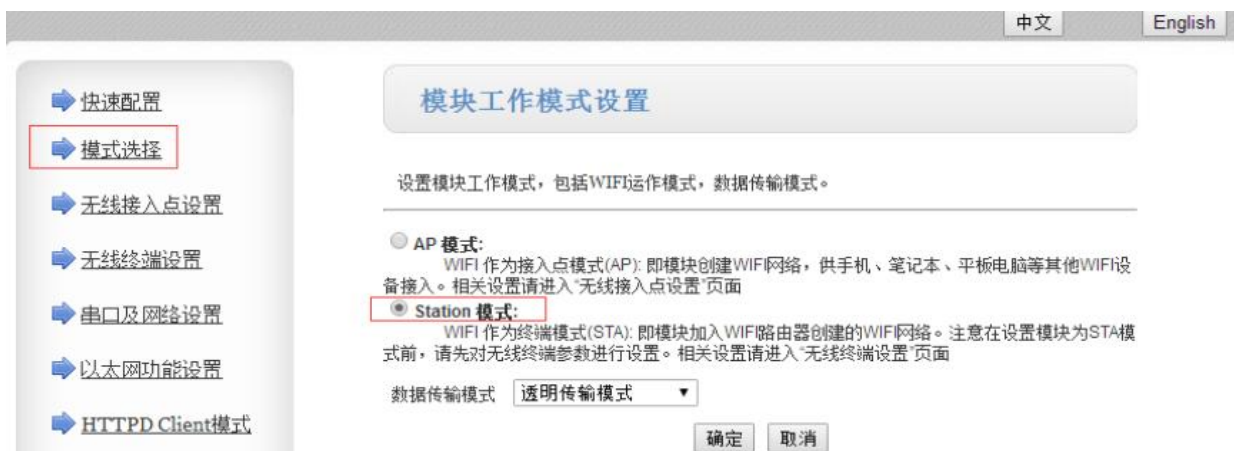 中文 English
快速配置
模式选择
无线接入点设置
无线终端设置
串口及网络设置
以太网功能设置
HTTPD Client模式
模块工作模式设置
设置模块工作模式，包括WIFI运作模式，数据传输模式。
AP 模式:
WIFI 作为接入点模式(AP): 即模块创建WIFI网络，供手机、笔记本、平板电脑等其他WIFI设
备接入。相关设置请进入“无线接入点设置”页面
Station 模式:
WIFI 作为终端模式(STA): 即模块加入WIFI路由器创建的WIFI网络。注意在设置模块为STA模
式前，请先对无线终端参数进行设置。相关设置请进入“无线终端设置”页面
数据传输模式 透明传输模式
确定 取消